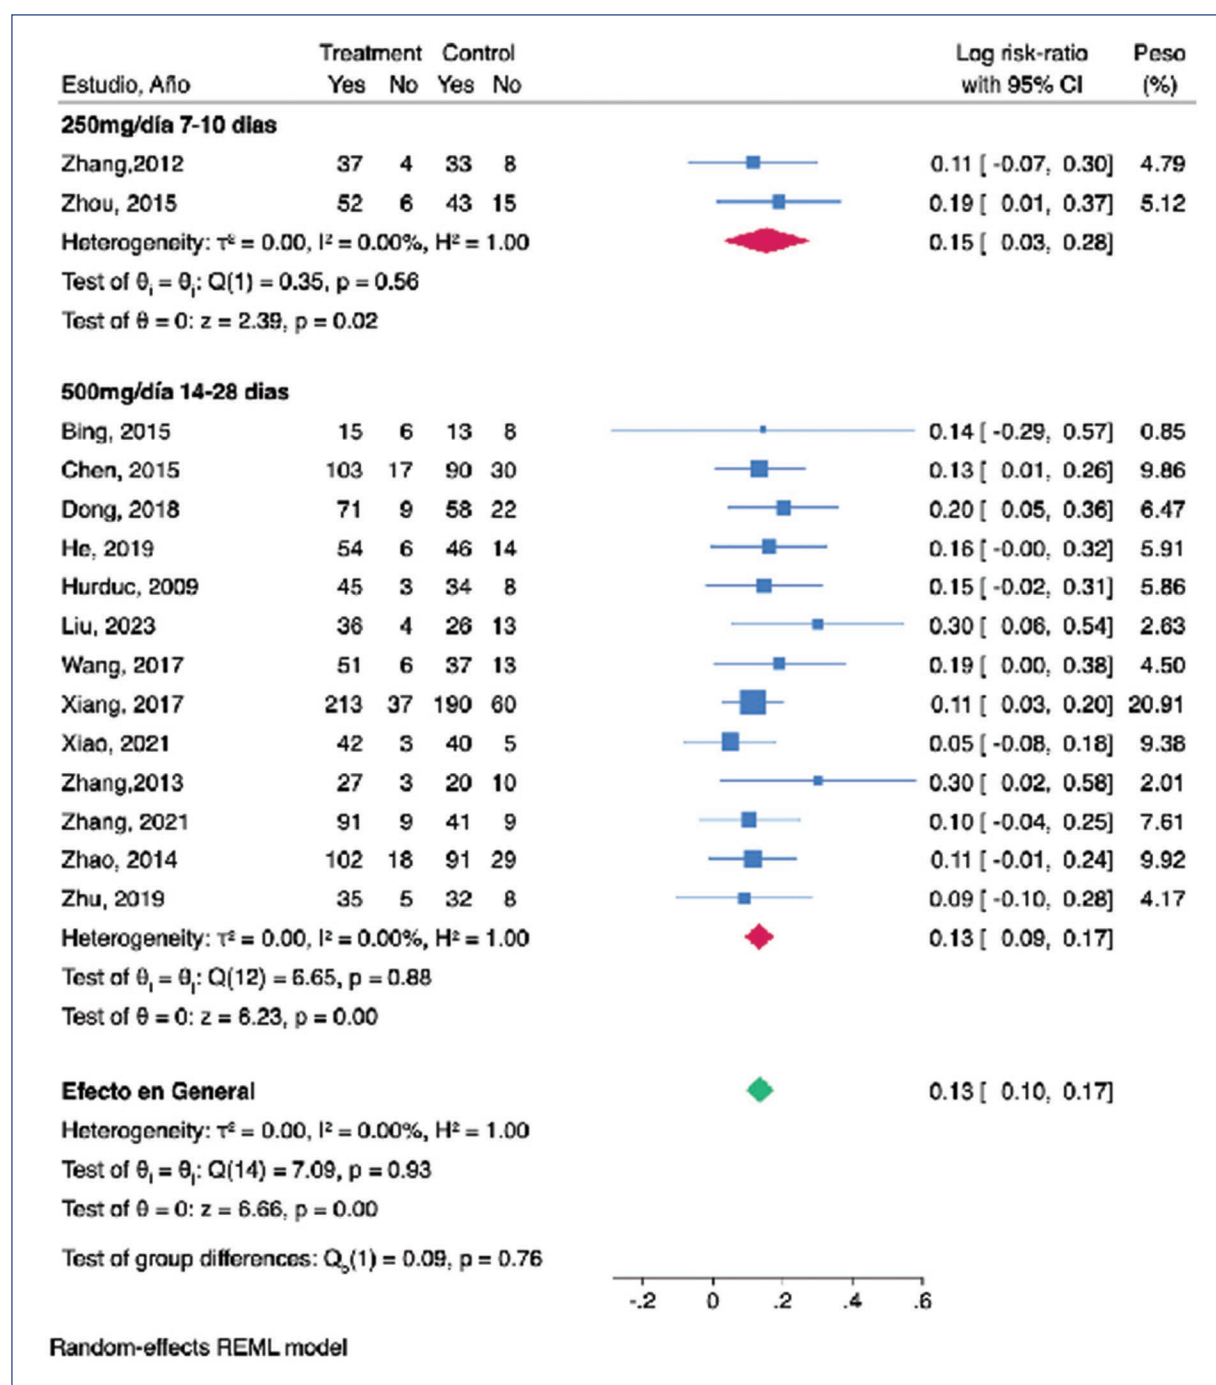 Treatment Control Log risk-ratio Peso
Estudio, Año Yes No Yes No with 95% CI (%)
250mg/día 7-10 dias
Zhang,2012 37 4 33 8 0.11 [ -0.07, 0.30] 4.79
Zhou, 2015 52 6 43 15 0.19 [ 0.01, 0.37] 5.12
Heterogeneity: τ² = 0.00, I² = 0.00%, H² = 1.00 0.15 [ 0.03, 0.28]
Test of θᵢ = θⱼ: Q(1) = 0.35, p = 0.56
Test of θ = 0: z = 2.39, p = 0.02
500mg/día 14-28 dias
Bing, 2015 15 6 13 8 0.14 [ -0.29, 0.57] 0.85
Chen, 2015 103 17 90 30 0.13 [ 0.01, 0.26] 9.86
Dong, 2018 71 9 58 22 0.20 [ 0.05, 0.36] 6.47
He, 2019 54 6 46 14 0.16 [ -0.00, 0.32] 5.91
Hurduc, 2009 45 3 34 8 0.15 [ -0.02, 0.31] 5.86
Liu, 2023 36 4 26 13 0.30 [ 0.06, 0.54] 2.63
Wang, 2017 51 6 37 13 0.19 [ 0.00, 0.38] 4.50
Xiang, 2017 213 37 190 60 0.11 [ 0.03, 0.20] 20.91
Xiao, 2021 42 3 40 5 0.05 [ -0.08, 0.18] 9.38
Zhang,2013 27 3 20 10 0.30 [ 0.02, 0.58] 2.01
Zhang, 2021 91 9 41 9 0.10 [ -0.04, 0.25] 7.61
Zhao, 2014 102 18 91 29 0.11 [ -0.01, 0.24] 9.92
Zhu, 2019 35 5 32 8 0.09 [ -0.10, 0.28] 4.17
Heterogeneity: τ² = 0.00, I² = 0.00%, H² = 1.00 0.13 [ 0.09, 0.17]
Test of θᵢ = θⱼ: Q(12) = 6.65, p = 0.88
Test of θ = 0: z = 6.23, p = 0.00
Efecto en General 0.13 [ 0.10, 0.17]
Heterogeneity: τ² = 0.00, I² = 0.00%, H² = 1.00
Test of θᵢ = θⱼ: Q(14) = 7.09, p = 0.93
Test of θ = 0: z = 6.66, p = 0.00
Test of group differences: Q_b(1) = 0.09, p = 0.76
-.2 0 .2 .4 .6
Random-effects REML model